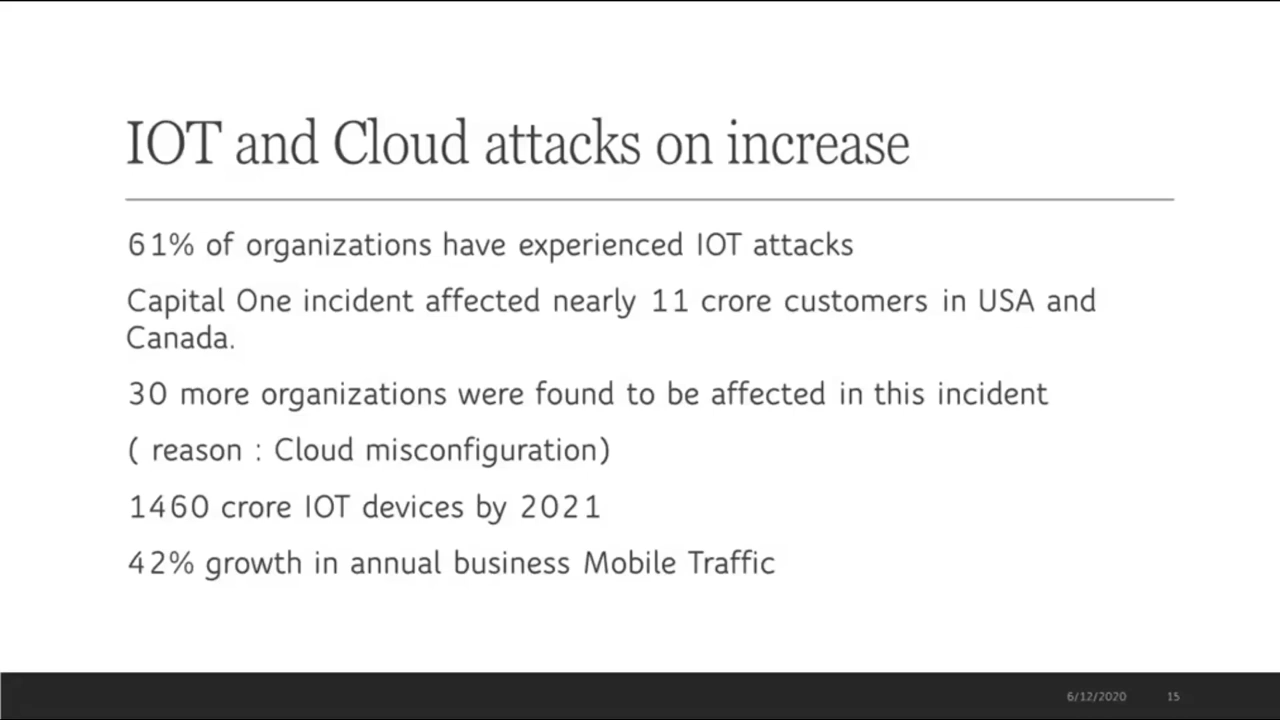 IOT and Cloud attacks on increase
61% of organizations have experienced IOT attacks
Capital One incident affected nearly 11 crore customers in USA and
Canada.
30 more organizations were found to be affected in this incident
( reason : Cloud misconfiguration)
1460 crore IOT devices by 2021
42% growth in annual business Mobile Traffic
6/12/2020 15